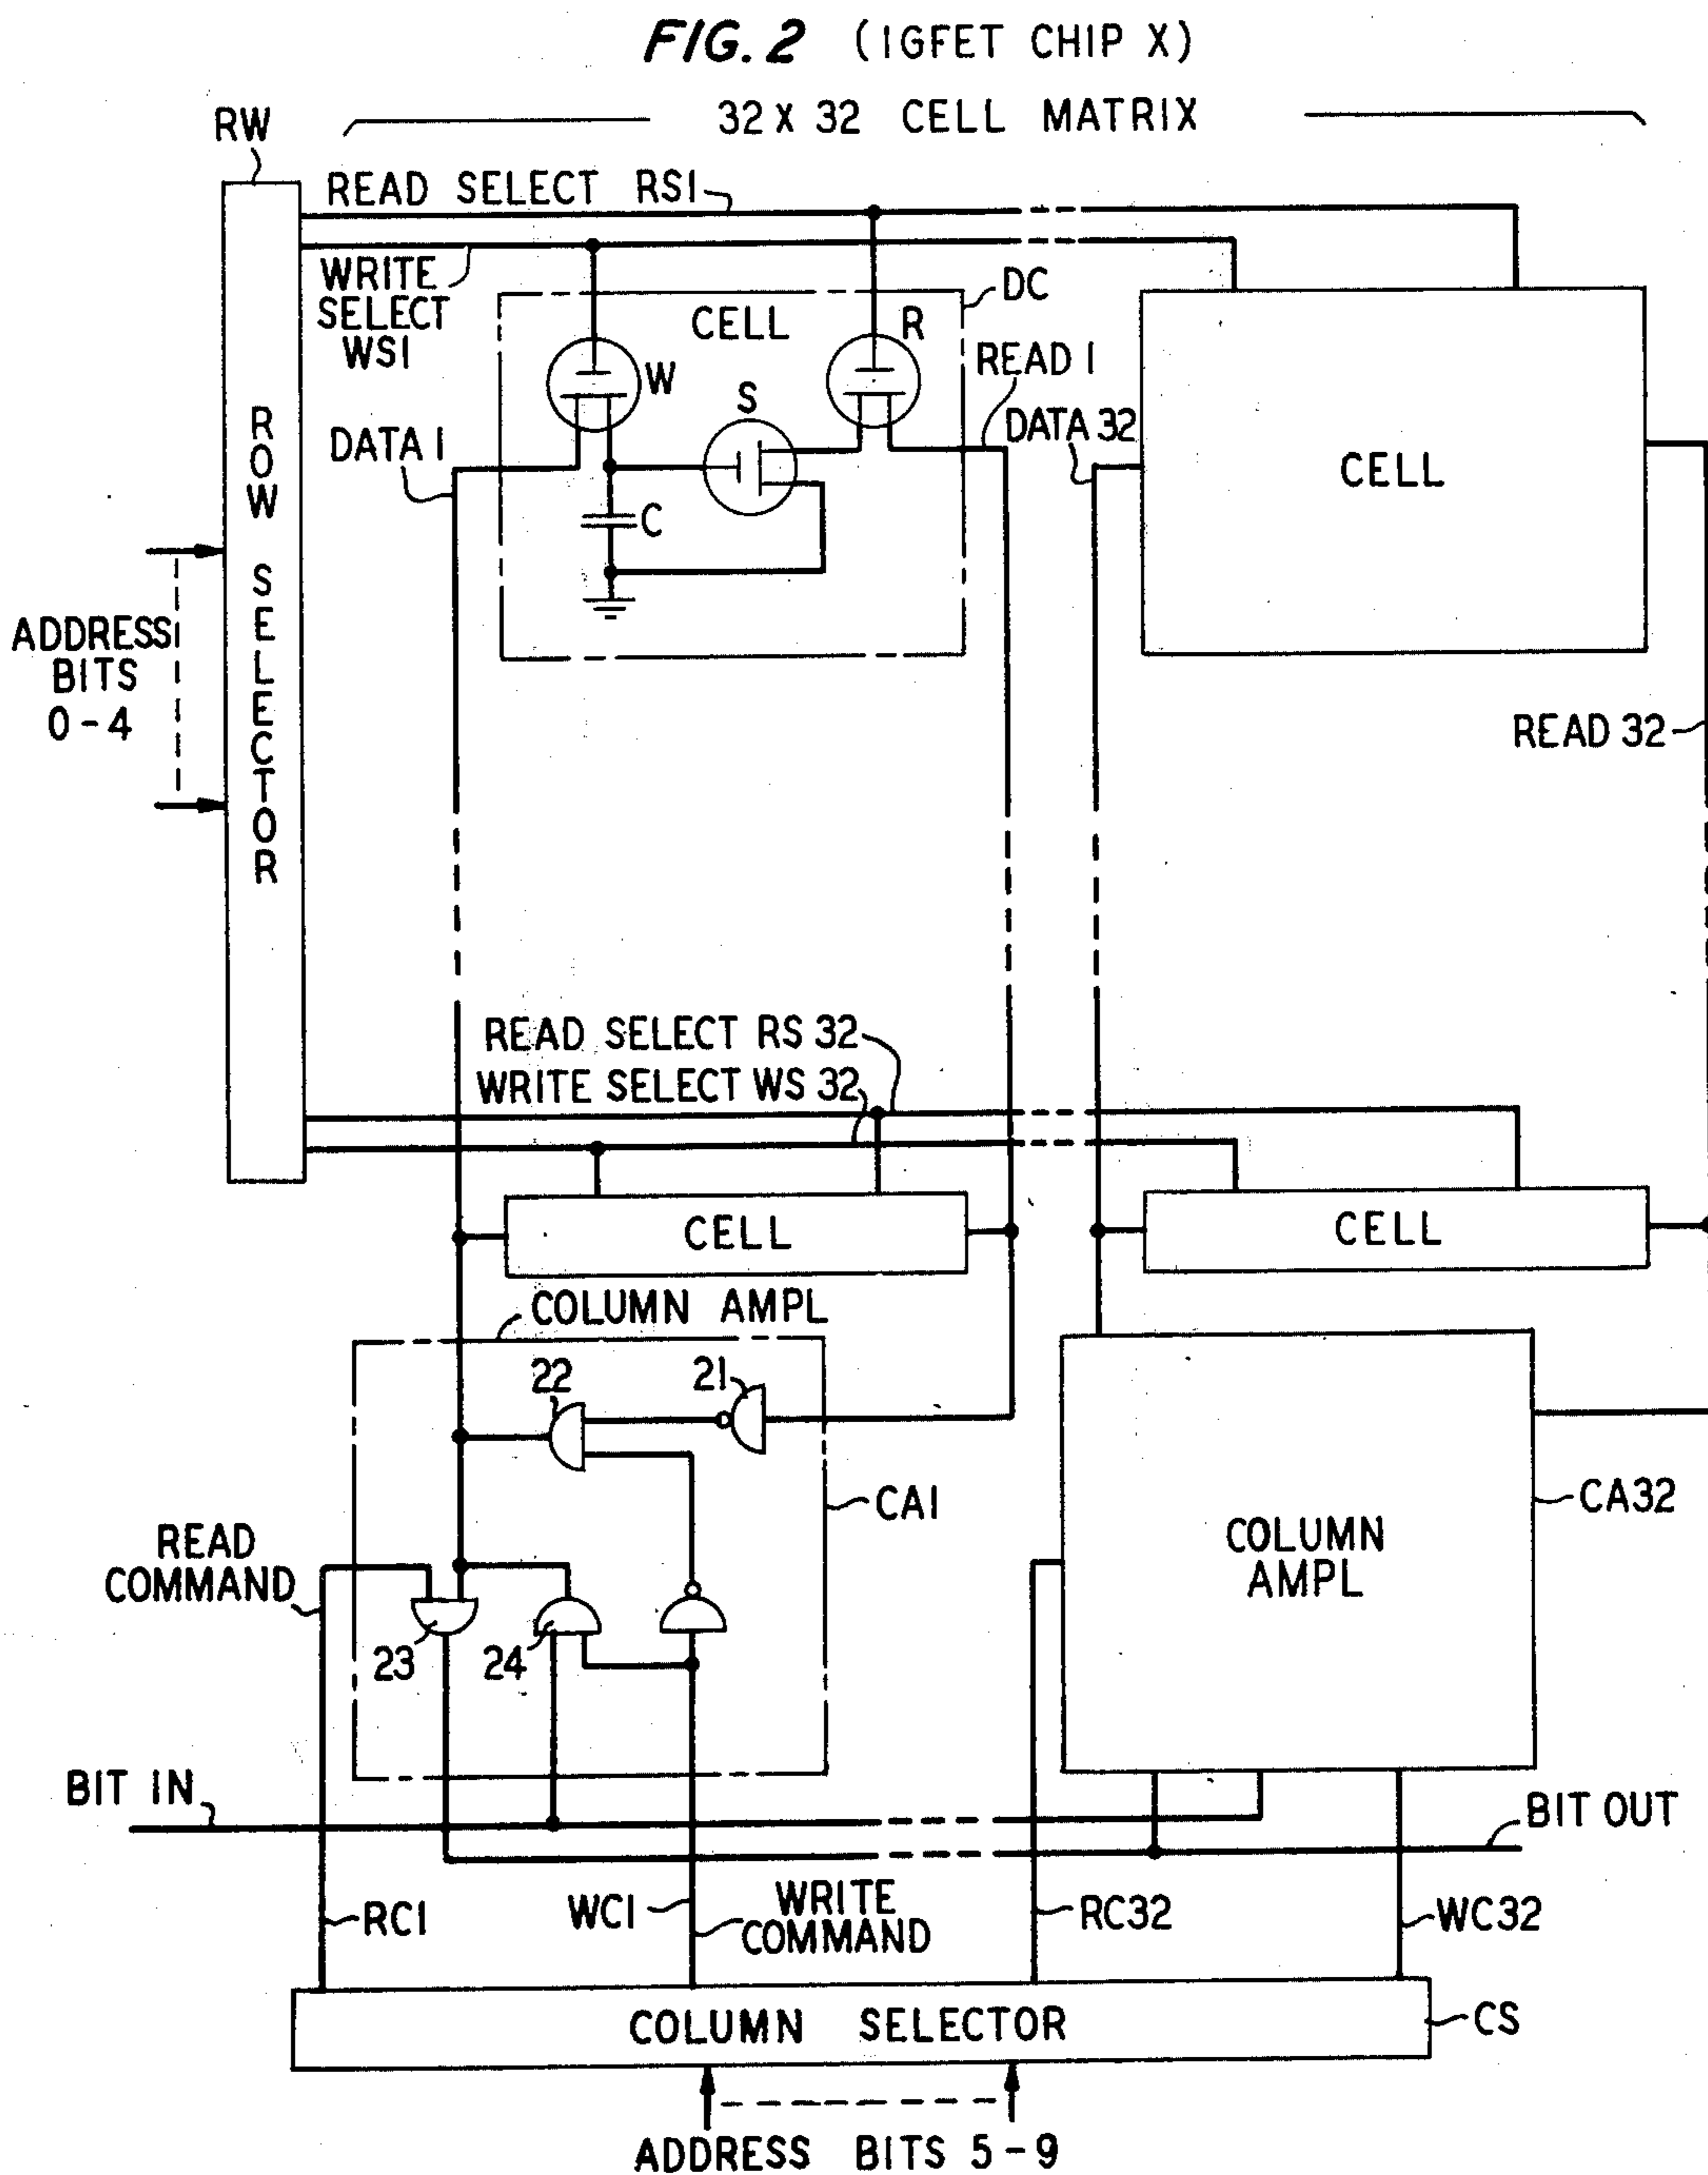 FIG. 2 (IGFET CHIP X)
32 X 32 CELL MATRIX
RW
READ SELECT RS1
WRITE
SELECT
WS1
DC
CELL
R
W
READ 1
S
DATA 1
DATA 32
C
CELL
ROW SELECTOR
ADDRESS
BITS
0-4
READ 32
READ SELECT RS 32
WRITE SELECT WS 32
CELL
CELL
COLUMN AMPL
22
21
CA1
CA32
READ
COMMAND
COLUMN
AMPL
23
24
BIT IN
BIT OUT
RC1
WC1
WRITE
COMMAND
RC32
WC32
COLUMN SELECTOR
CS
ADDRESS BITS 5-9